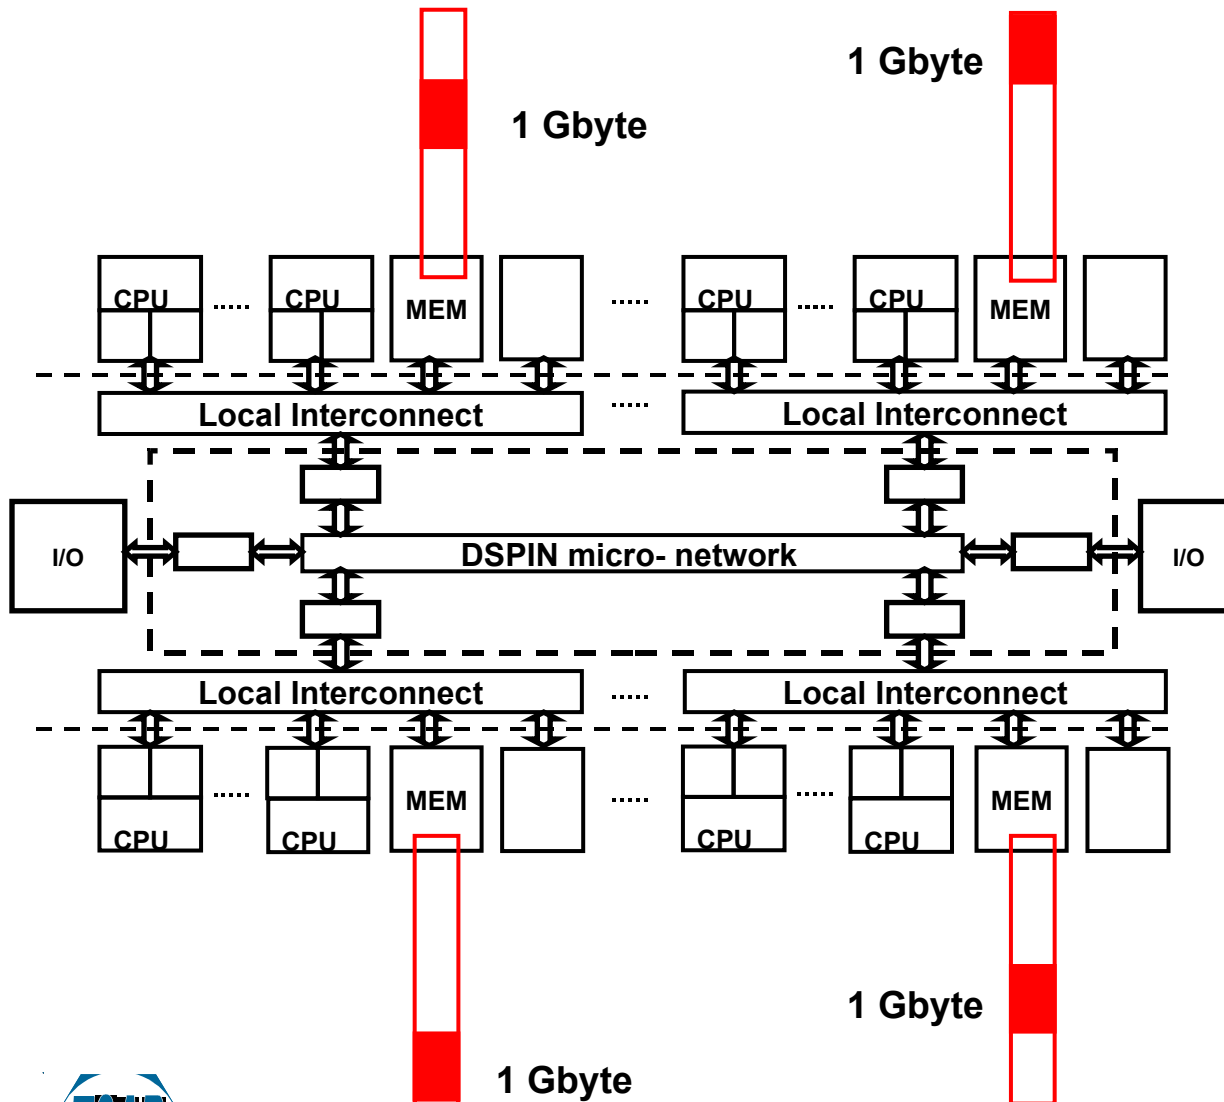 1 Gbyte
1 Gbyte
CPU ..... CPU MEM ..... CPU ..... CPU MEM
Local Interconnect ..... Local Interconnect
I/O DSPIN micro- network I/O
Local Interconnect ..... Local Interconnect
CPU ..... CPU MEM ..... CPU ..... CPU MEM
1 Gbyte
1 Gbyte